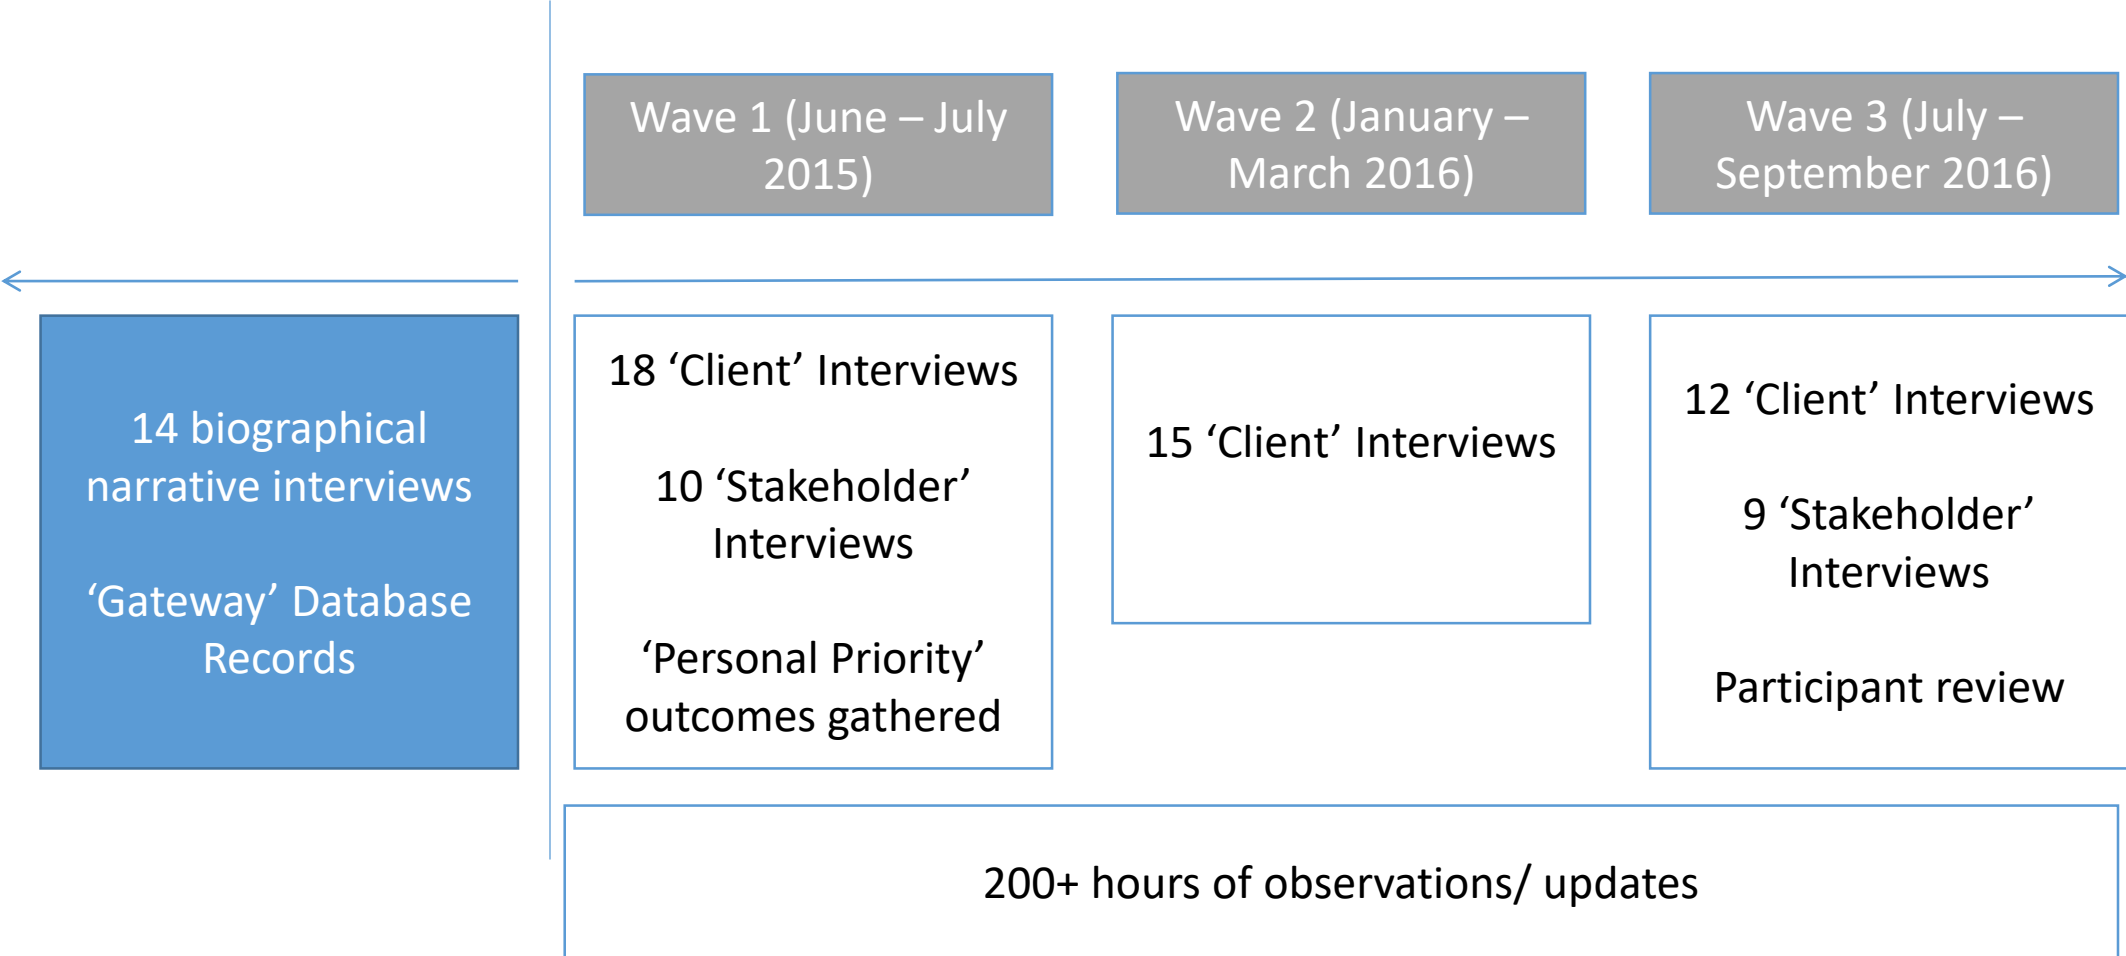 Wave 1 (June – July
2015)
Wave 2 (January –
March 2016)
Wave 3 (July –
September 2016)
14 biographical
narrative interviews
‘Gateway’ Database
Records
18 ‘Client’ Interviews
10 ‘Stakeholder’
Interviews
‘Personal Priority’
outcomes gathered
15 ‘Client’ Interviews
12 ‘Client’ Interviews
9 ‘Stakeholder’
Interviews
Participant review
200+ hours of observations/ updates